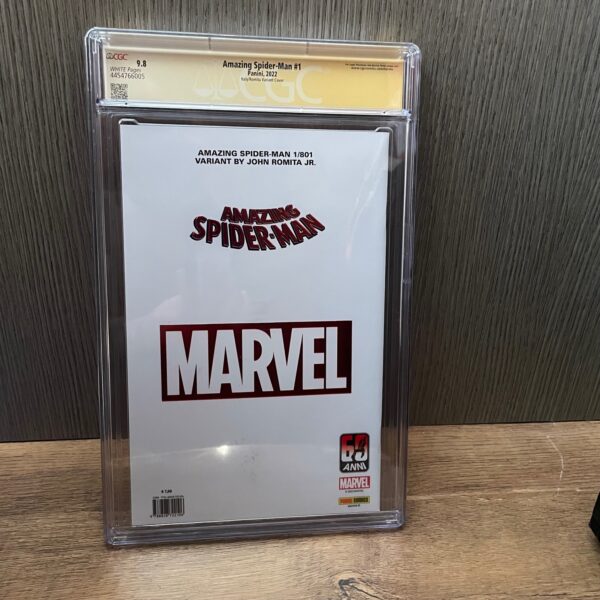 CGC
9.8
WHITE Pages
4454766005
Amazing Spider-Man #1
Panini, 2022
Italy/Romita Variant Cover
CGC
AMAZING SPIDER-MAN 1/801
VARIANT BY JOHN ROMITA JR.
AMAZING
SPIDER-MAN
MARVEL
60
ANNI
MARVEL
PANINI COMICS